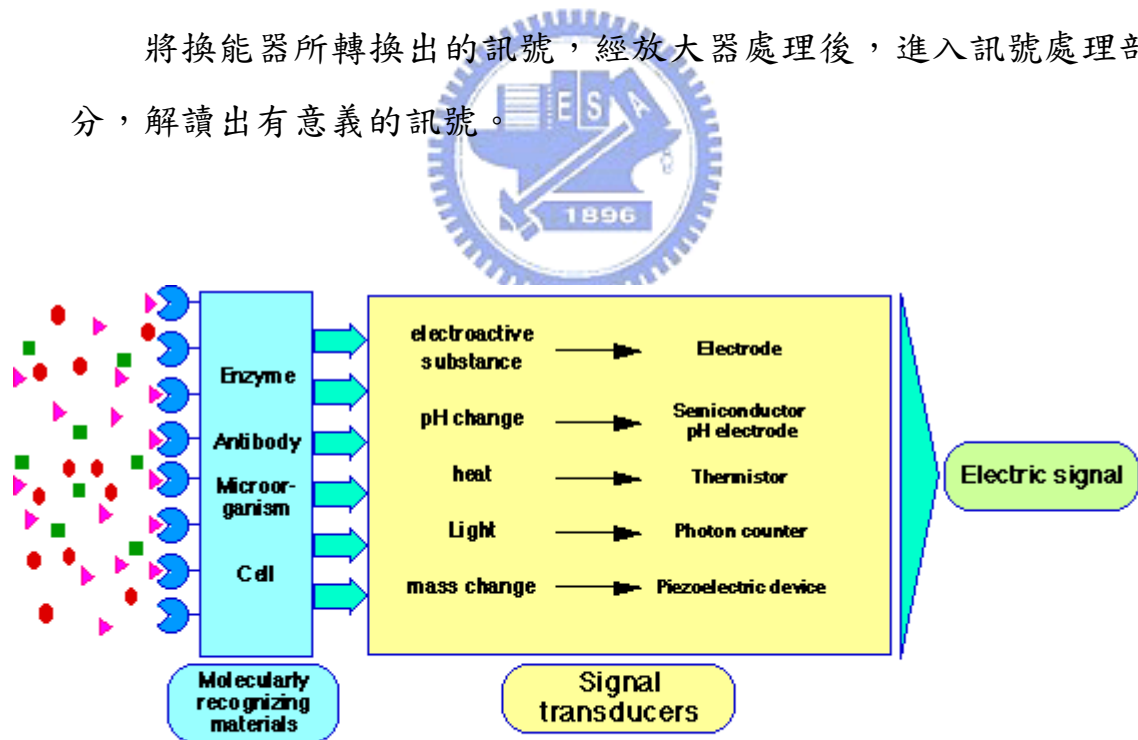 將換能器所轉換出的訊號，經放大器處理後，進入訊號處理部
分，解讀出有意義的訊號。
E S A
1896
electroactive
substance
Electrode
Enzyme
pH change
Semiconductor
pH electrode
Antibody
heat
Thermistor
Electric signal
Microor-
ganism
Light
Photon counter
Cell
mass change
Piezoelectric device
Molecularly
recognizing
materials
Signal
transducers